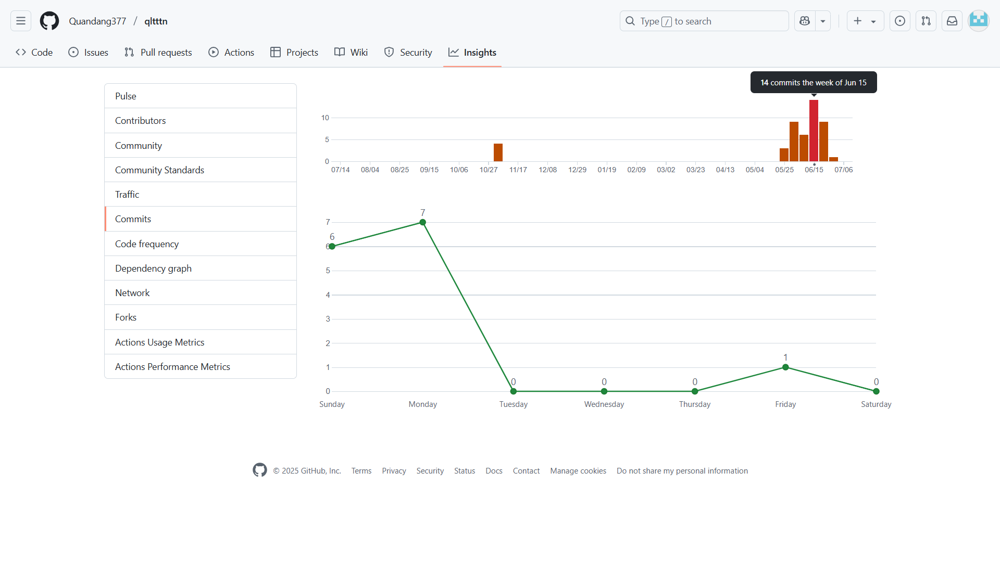 Quandang377 / qltttn
Type / to search
Code Issues Pull requests Actions Projects Wiki Security Insights
Pulse
Contributors
Community
Community Standards
Traffic
Commits
Code frequency
Dependency graph
Network
Forks
Actions Usage Metrics
Actions Performance Metrics
14 commits the week of Jun 15
10
5
0
07/14 08/04 08/25 09/15 10/06 10/27 11/17 12/08 12/29 01/19 02/09 03/02 03/23 04/13 05/04 05/25 06/15 07/06
7
7
6
6
5
4
3
2
1
1
0 0 0 0
0
Sunday Monday Tuesday Wednesday Thursday Friday Saturday
© 2025 GitHub, Inc. Terms Privacy Security Status Docs Contact Manage cookies Do not share my personal information